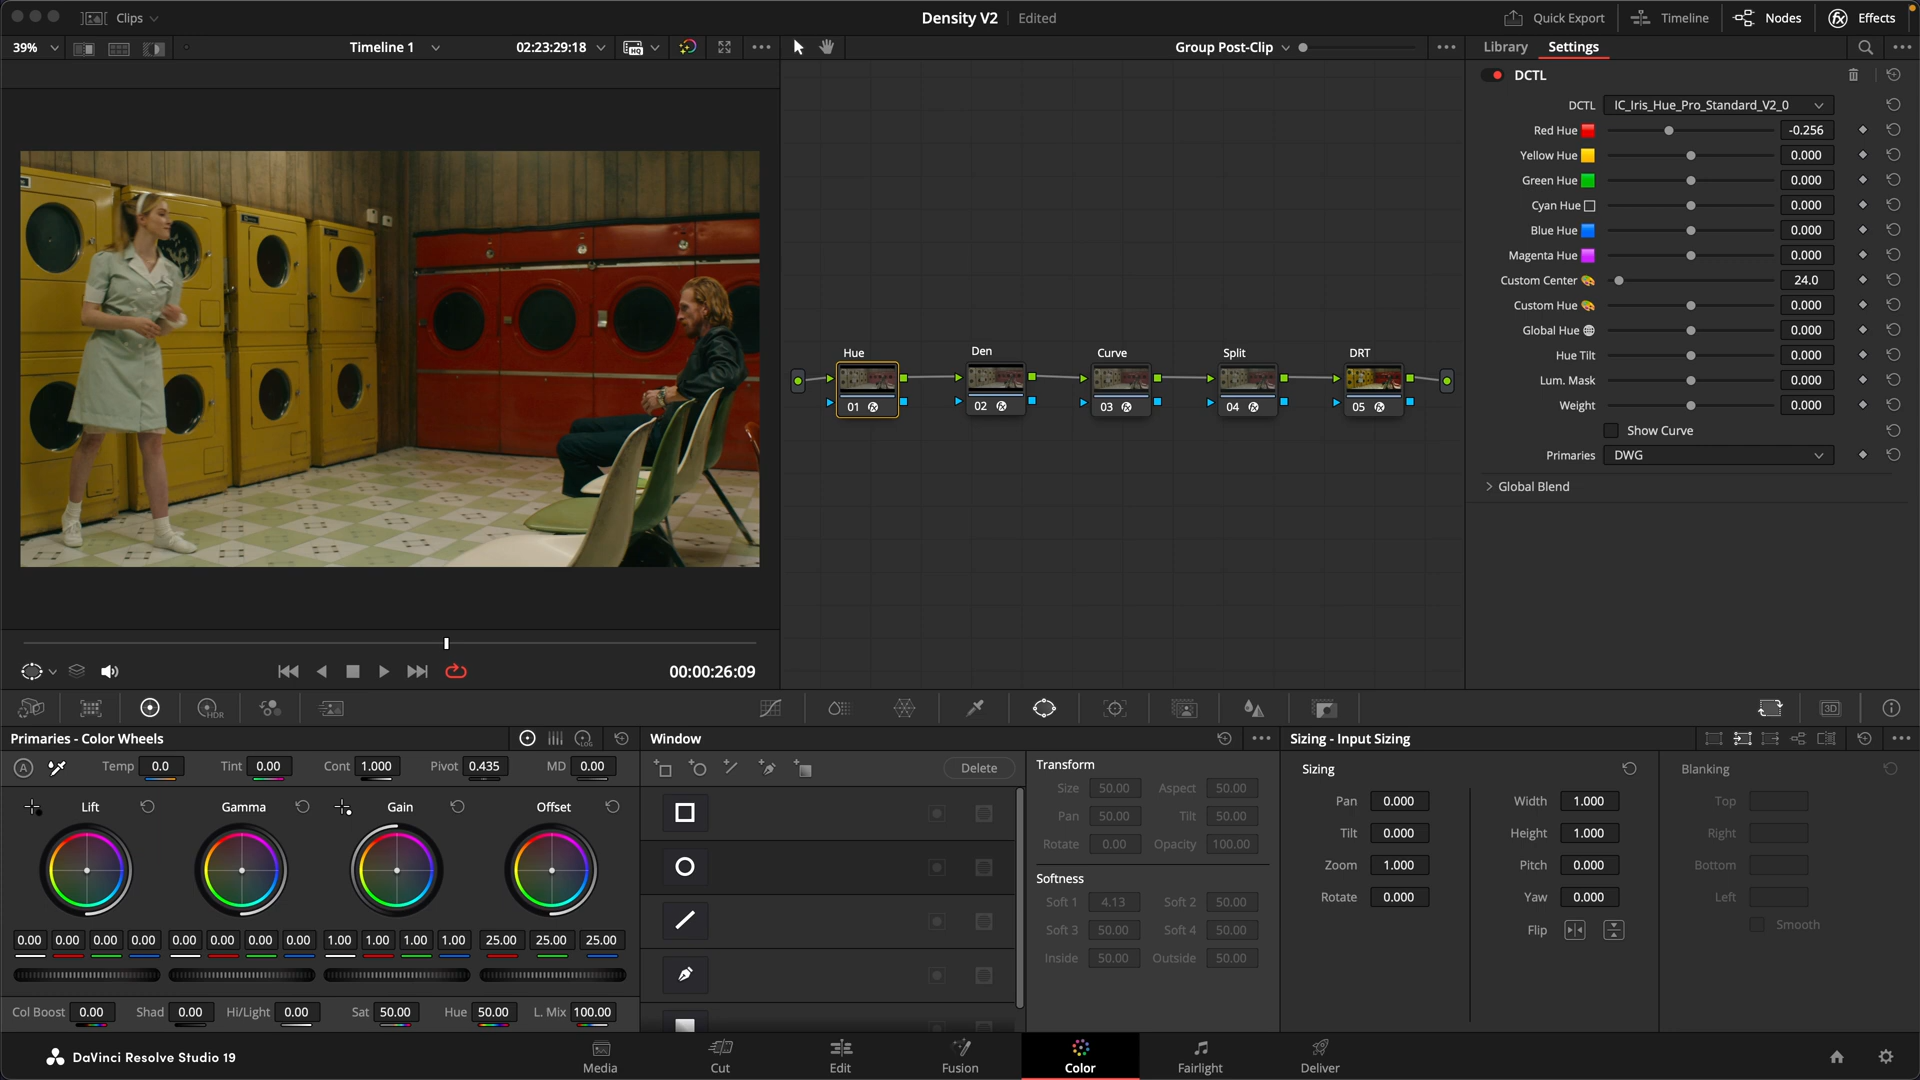 Clips
Density V2 Edited
Quick Export Timeline Nodes Effects
39% Timeline 1 02:23:29:18 HQ
Group Post-Clip
Library Settings
DCTL
DCTL IC_Iris_Hue_Pro_Standard_V2_0
Red Hue -0.256
Yellow Hue 0.000
Green Hue 0.000
Cyan Hue 0.000
Blue Hue 0.000
Magenta Hue 0.000
Custom Center 24.0
Custom Hue 0.000
Global Hue 0.000
Hue Tilt 0.000
Lum. Mask 0.000
Weight 0.000
Show Curve
Primaries DWG
Global Blend
Hue Den Curve Split DRT
01 02 03 04 05
00:00:26:09
HDR
3D
Primaries - Color Wheels
LOG
Temp 0.0 Tint 0.00 Cont 1.000 Pivot 0.435 MD 0.00
A
Lift Gamma Gain Offset
0.00 0.00 0.00 0.00 0.00 0.00 0.00 0.00 1.00 1.00 1.00 1.00 25.00 25.00 25.00
Col Boost 0.00 Shad 0.00 Hi/Light 0.00 Sat 50.00 Hue 50.00 L. Mix 100.00
Window
Delete
Transform
Size 50.00 Aspect 50.00
Pan 50.00 Tilt 50.00
Rotate 0.00 Opacity 100.00
Softness
Soft 1 4.13 Soft 2 50.00
Soft 3 50.00 Soft 4 50.00
Inside 50.00 Outside 50.00
Sizing - Input Sizing
Sizing
Pan 0.000 Width 1.000
Tilt 0.000 Height 1.000
Zoom 1.000 Pitch 0.000
Rotate 0.000 Yaw 0.000
Flip
Blanking
Top
Right
Bottom
Left
Smooth
DaVinci Resolve Studio 19
Media Cut Edit Fusion Color Fairlight Deliver